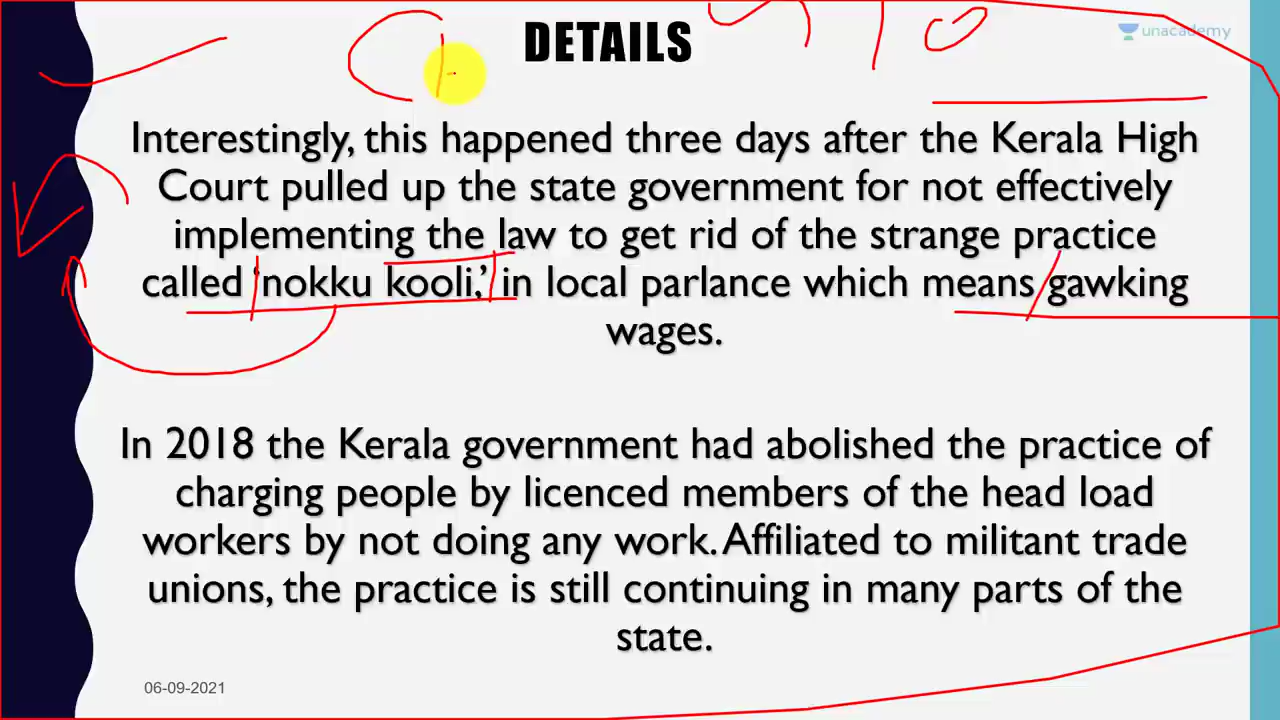 DETAILS
unacademy
Interestingly, this happened three days after the Kerala High
Court pulled up the state government for not effectively
implementing the law to get rid of the strange practice
called ‘nokku kooli,’ in local parlance which means gawking
wages.
In 2018 the Kerala government had abolished the practice of
charging people by licenced members of the head load
workers by not doing any work. Affiliated to militant trade
unions, the practice is still continuing in many parts of the
state.
06-09-2021